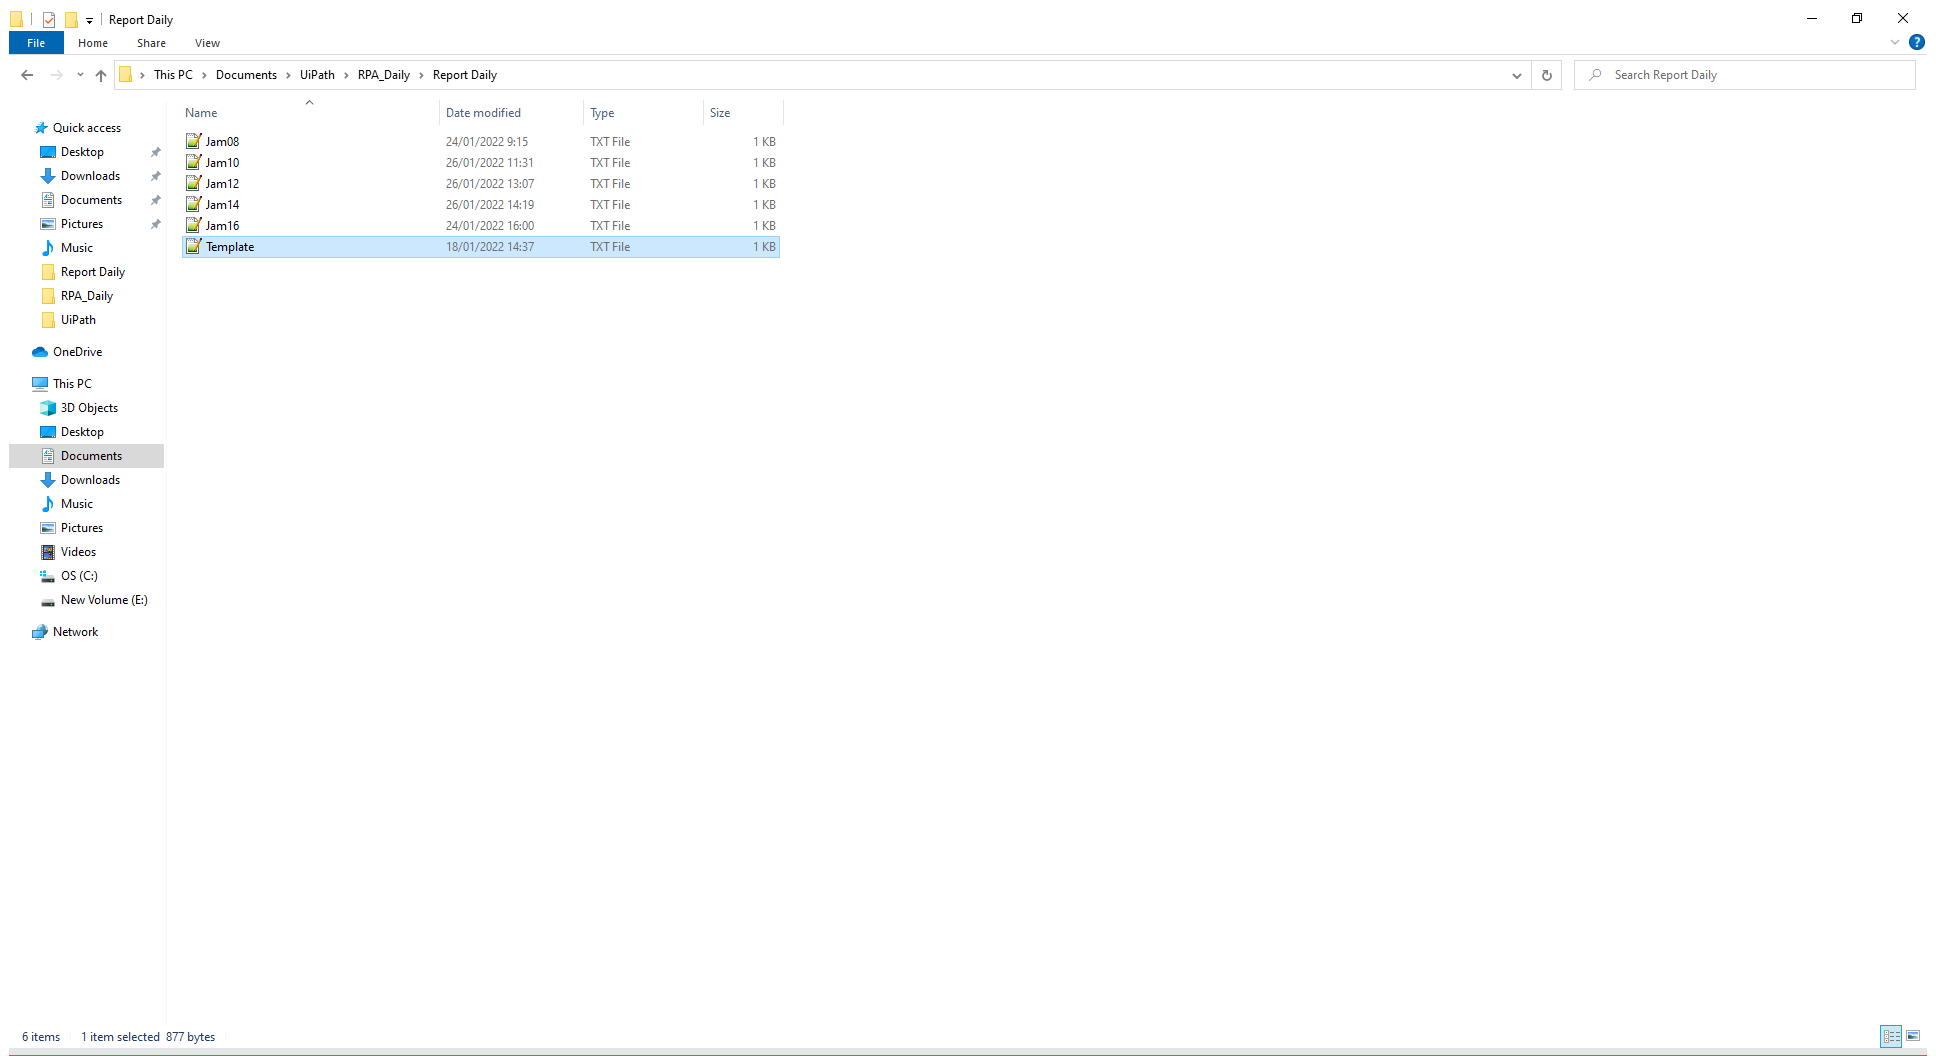 Report Daily
File Home Share View
This PC Documents UiPath RPA_Daily Report Daily
Search Report Daily
Name Date modified Type Size
Jam08 24/01/2022 9:15 TXT File 1 KB
Jam10 26/01/2022 11:31 TXT File 1 KB
Jam12 26/01/2022 13:07 TXT File 1 KB
Jam14 26/01/2022 14:19 TXT File 1 KB
Jam16 24/01/2022 16:00 TXT File 1 KB
Template 18/01/2022 14:37 TXT File 1 KB
Quick access
Desktop
Downloads
Documents
Pictures
Music
Report Daily
RPA_Daily
UiPath
OneDrive
This PC
3D Objects
Desktop
Documents
Downloads
Music
Pictures
Videos
OS (C:)
New Volume (E:)
Network
6 items 1 item selected 877 bytes